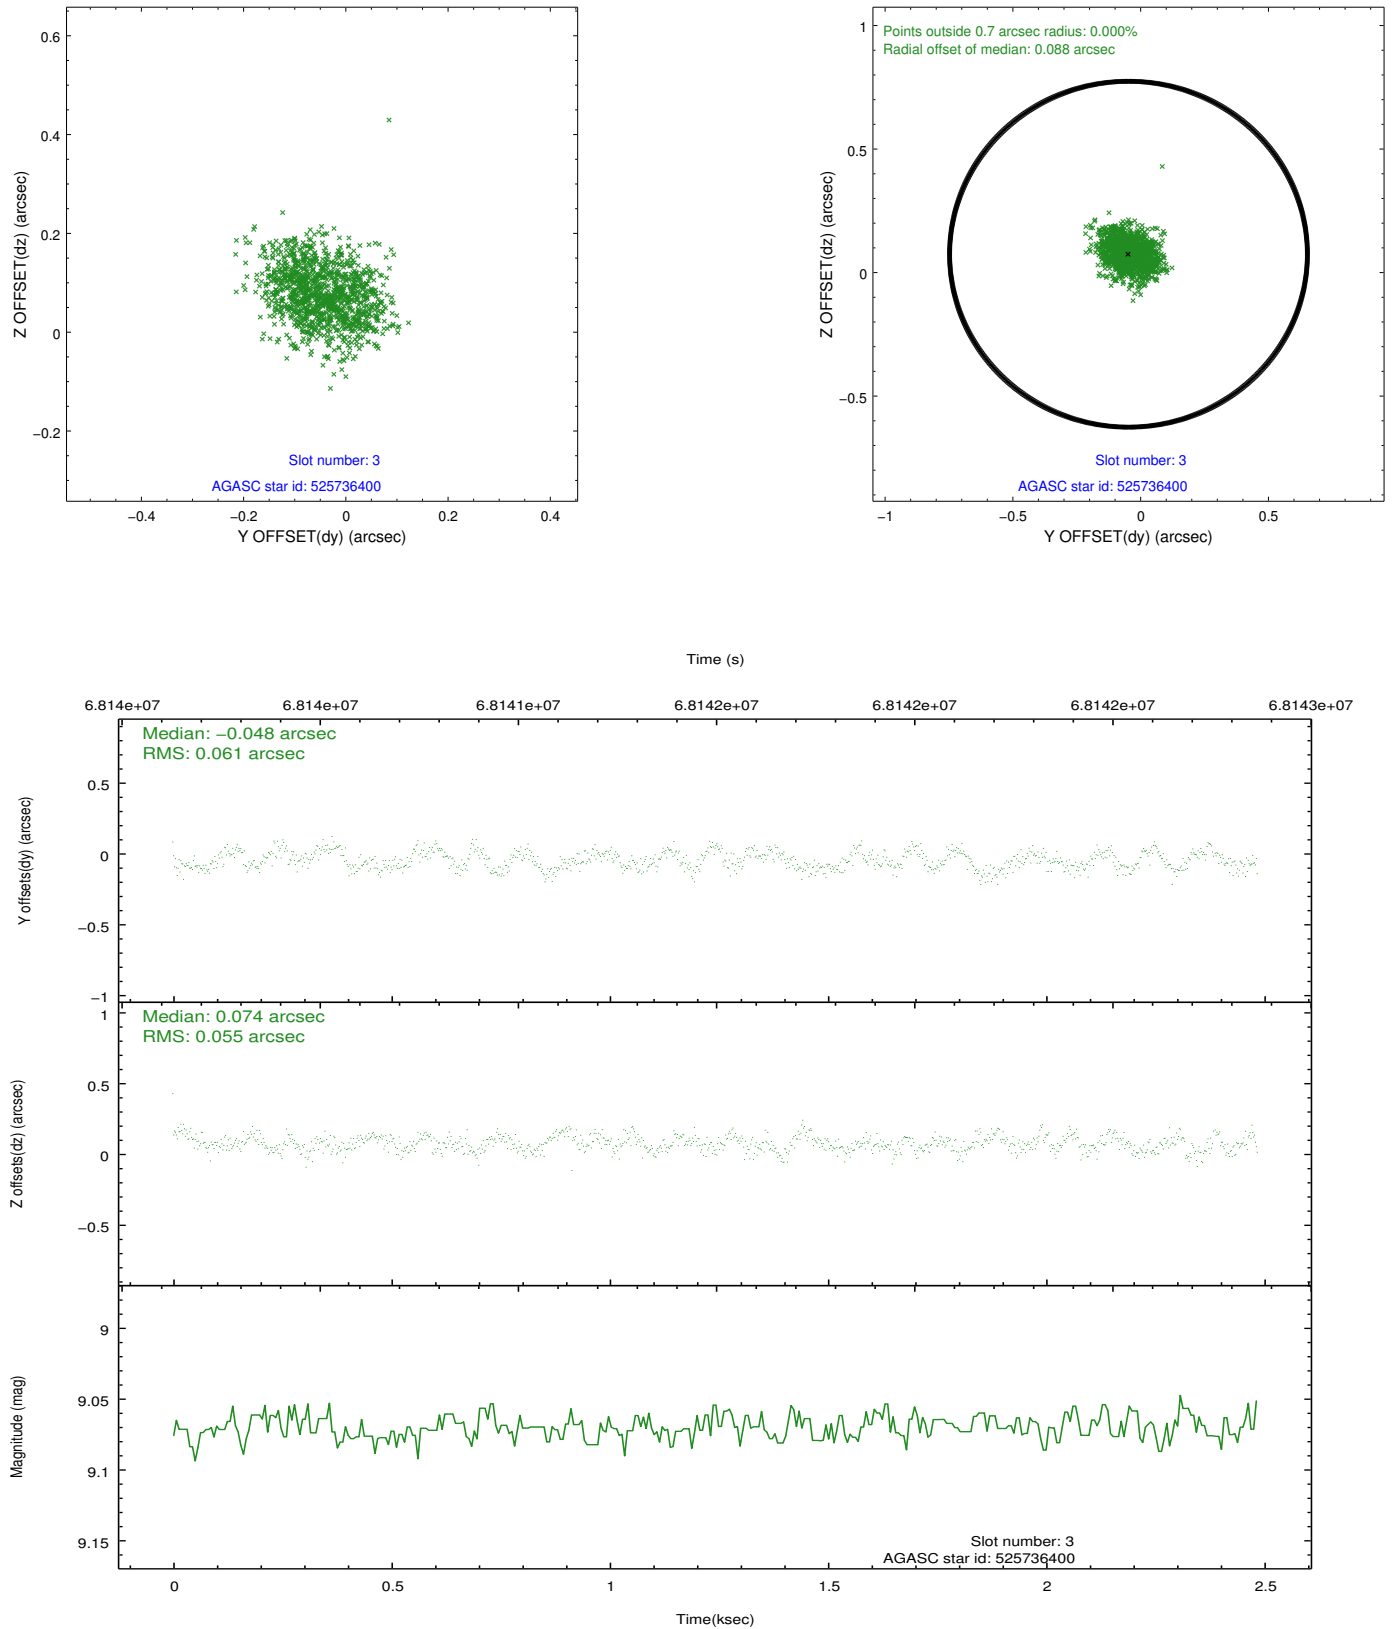 0.6
0.4
0.2
0
−0.2
Z OFFSET(dz) (arcsec)
Slot number: 3
AGASC star id: 525736400
−0.4 −0.2 0 0.2 0.4
Y OFFSET(dy) (arcsec)
Points outside 0.7 arcsec radius: 0.000%
Radial offset of median: 0.088 arcsec
1
0.5
0
−0.5
Z OFFSET(dz) (arcsec)
Slot number: 3
AGASC star id: 525736400
−1 −0.5 0 0.5
Y OFFSET(dy) (arcsec)
Time (s)
6.814e+07 6.814e+07 6.8141e+07 6.8142e+07 6.8142e+07 6.8142e+07 6.8143e+07
Median: −0.048 arcsec
RMS: 0.061 arcsec
0.5
0
−0.5
−1
Y offsets(dy) (arcsec)
Median: 0.074 arcsec
RMS: 0.055 arcsec
1
0.5
0
−0.5
Z offsets(dz) (arcsec)
9
9.05
9.1
9.15
Magnitude (mag)
Slot number: 3
AGASC star id: 525736400
0 0.5 1 1.5 2 2.5
Time(ksec)